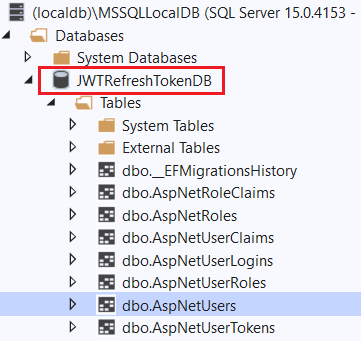 (localdb)\MSSQLLocalDB (SQL Server 15.0.4153 -
Databases
System Databases
JWTRefreshTokenDB
Tables
System Tables
External Tables
dbo.__EFMigrationsHistory
dbo.AspNetRoleClaims
dbo.AspNetRoles
dbo.AspNetUserClaims
dbo.AspNetUserLogins
dbo.AspNetUserRoles
dbo.AspNetUsers
dbo.AspNetUserTokens